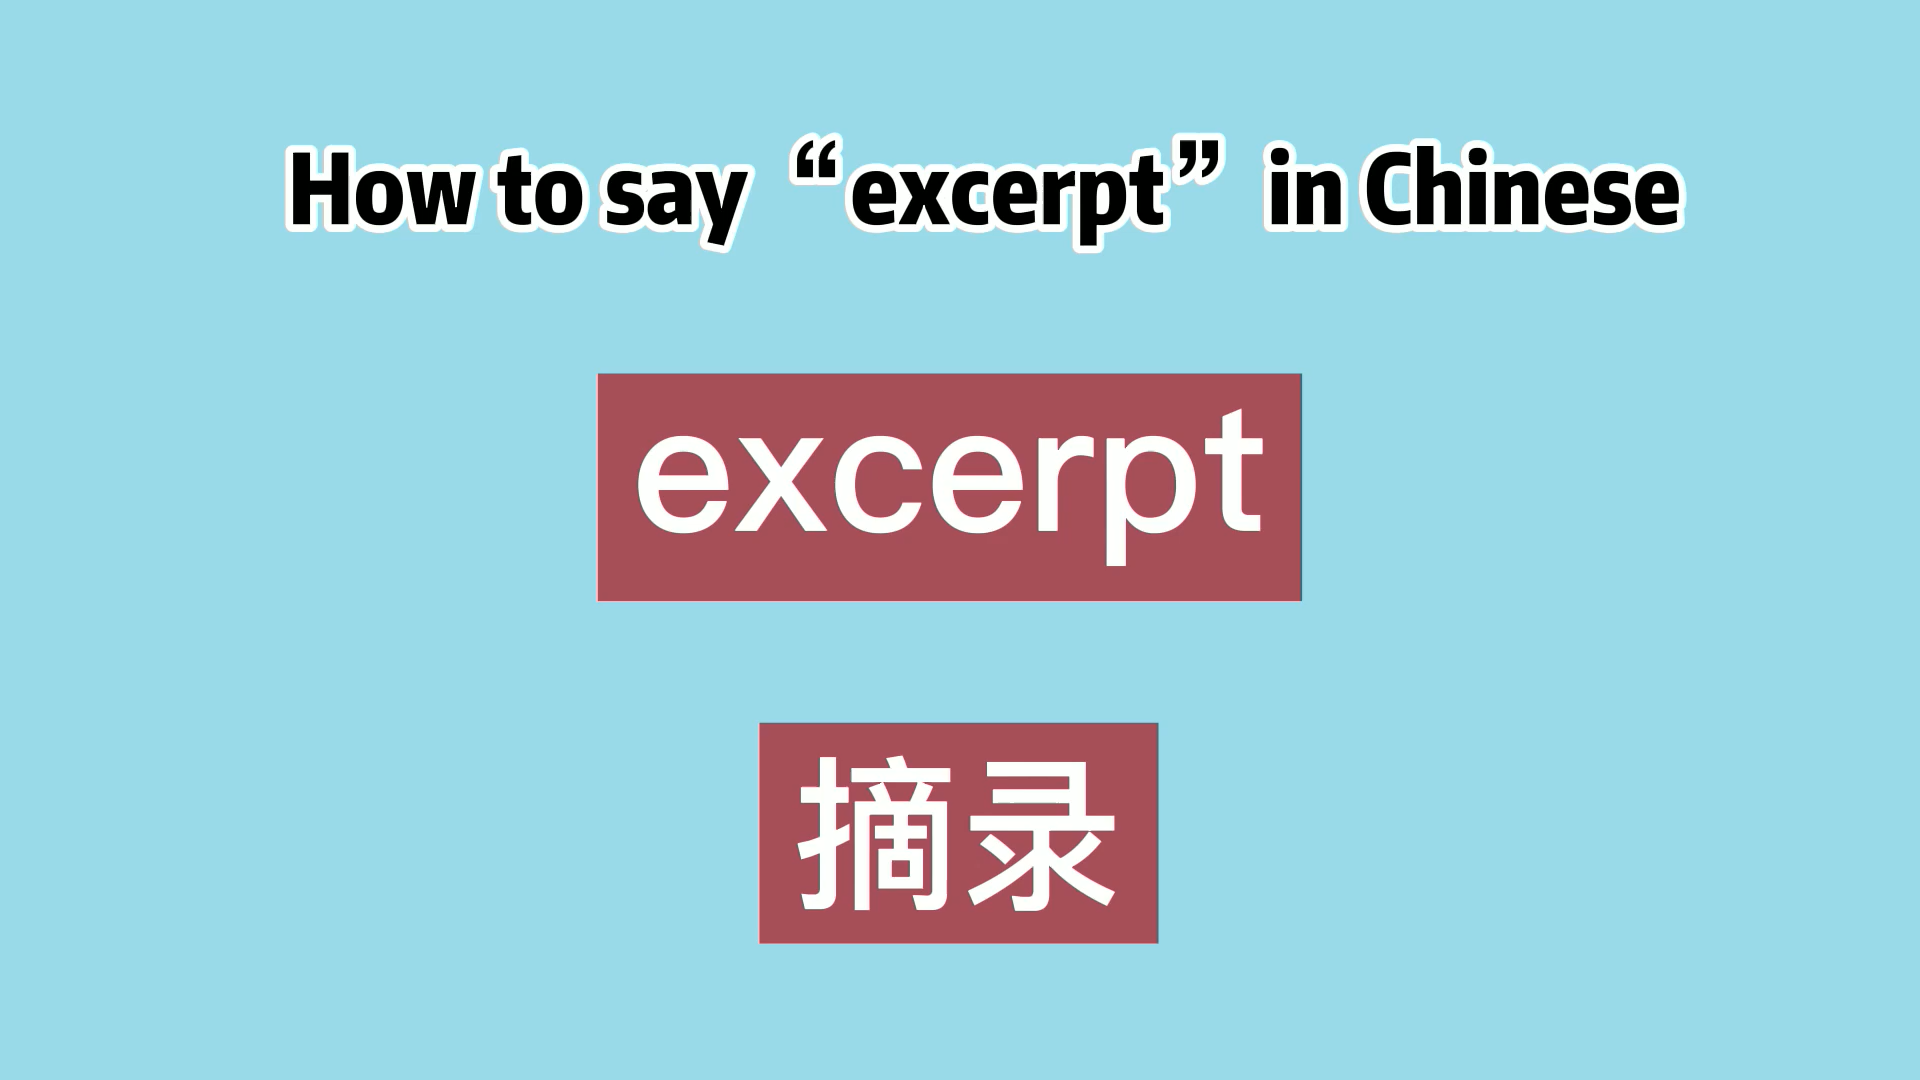 How to say “excerpt” in Chinese
excerpt
摘录